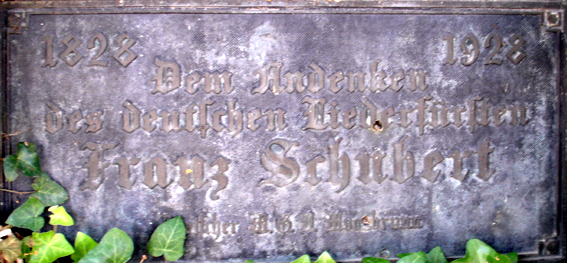 1828 1928
Dem Andenken
des deutschen Liederfürsten
Franz Schubert